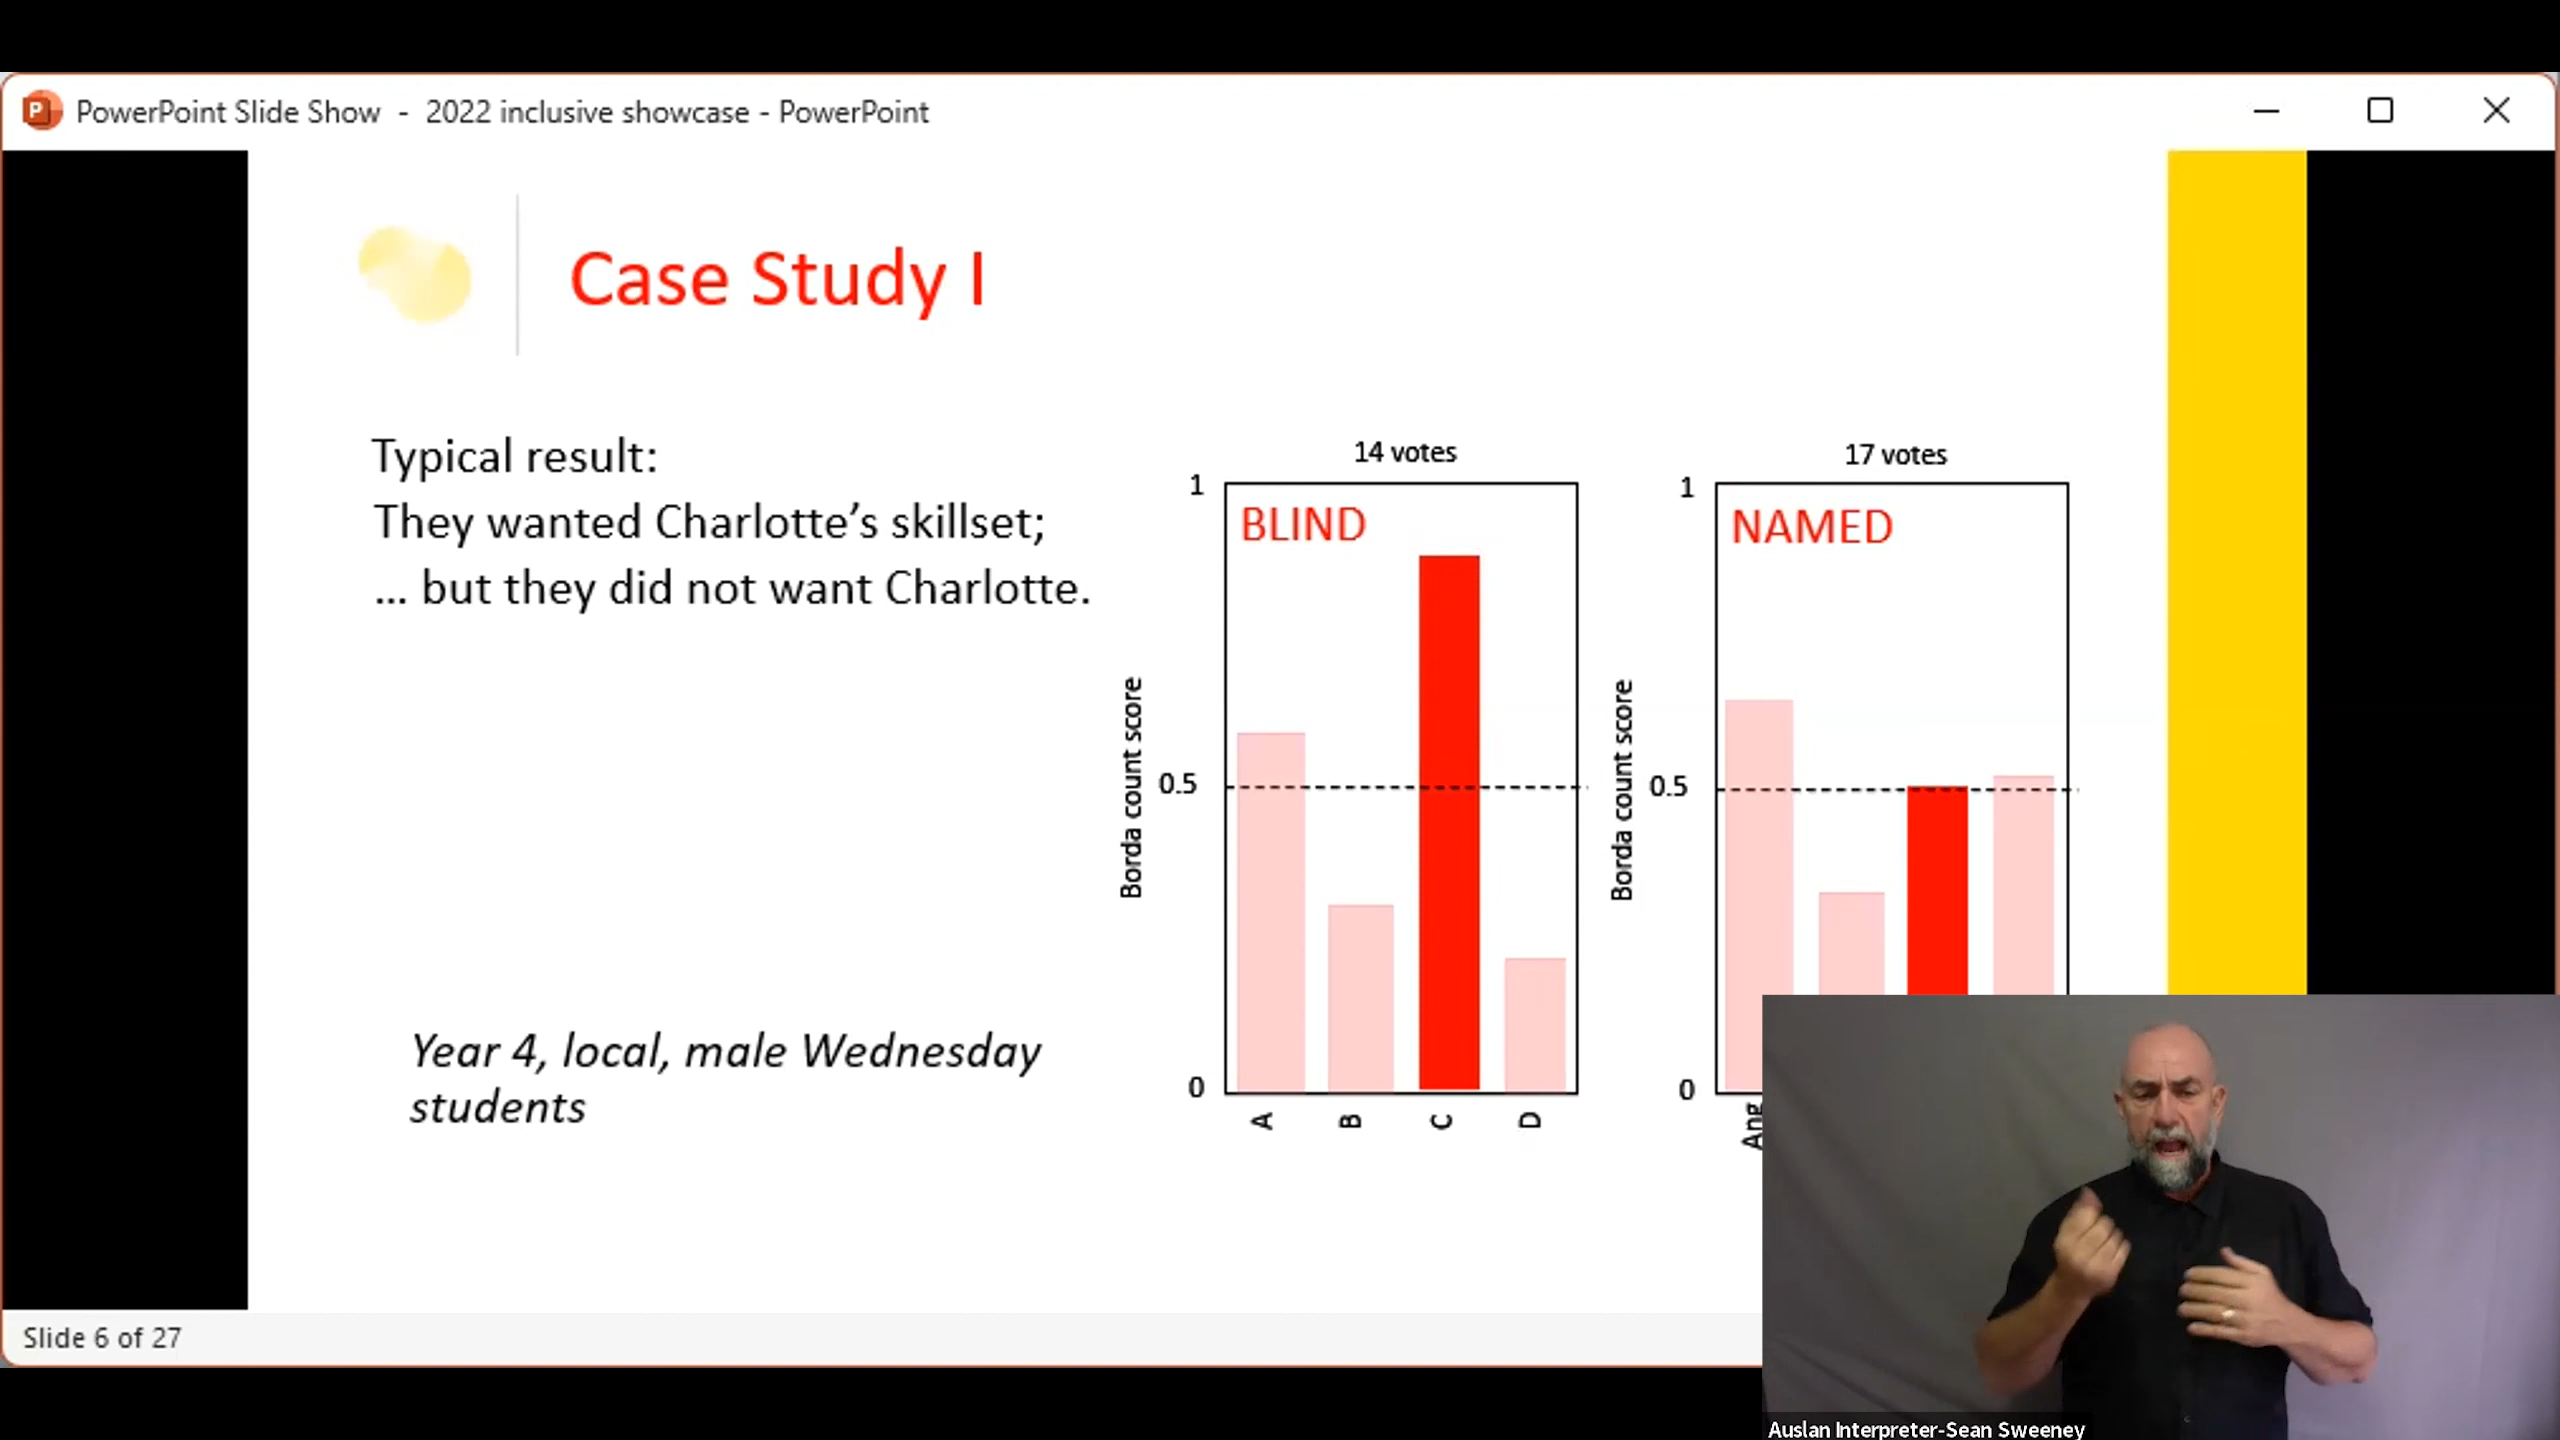 PowerPoint Slide Show - 2022 inclusive showcase - PowerPoint
Case Study I
Typical result:
They wanted Charlotte's skillset;
... but they did not want Charlotte.
Year 4, local, male Wednesday
students
14 votes
BLIND
Borda count score
1
0.5
0
A
B
C
D
17 votes
NAMED
Borda count score
1
0.5
0
Ang
Slide 6 of 27
Auslan Interpreter-Sean Sweeney